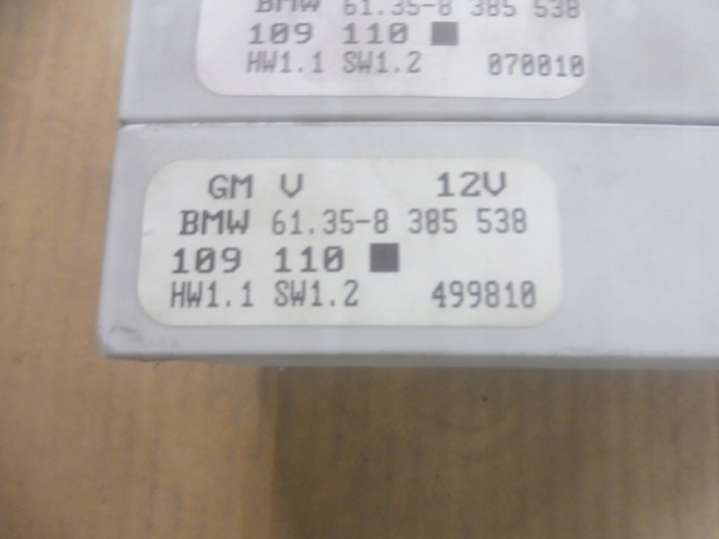 BMW 61.35-8 385 538
109 110 ■
HW1.1 SW1.2 070810
GM V 12V
BMW 61.35-8 385 538
109 110 ■
HW1.1 SW1.2 499810